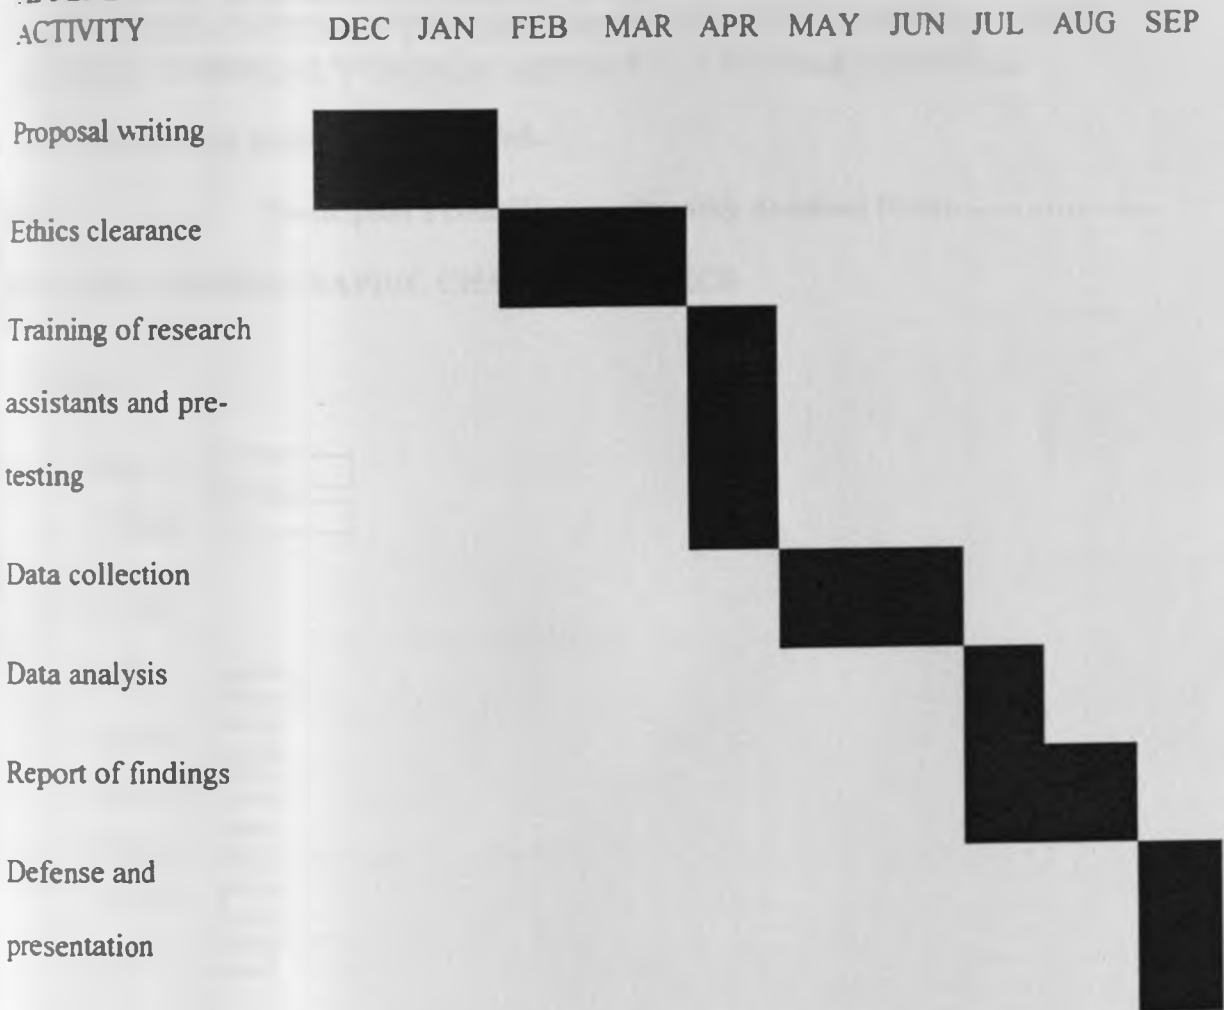 ACTIVITY DEC JAN FEB MAR APR MAY JUN JUL AUG SEP
Proposal writing
Ethics clearance
Training of research
assistants and pre-
testing
Data collection
Data analysis
Report of findings
Defense and
presentation